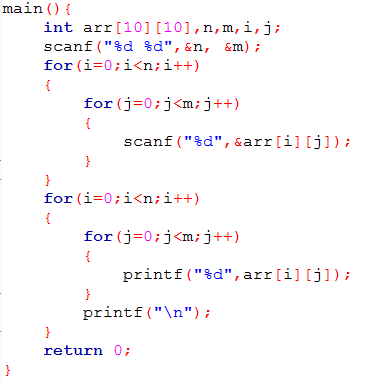 main(){
    int arr[10][10],n,m,i,j;
    scanf("%d %d",&n, &m);
    for(i=0;i<n;i++)
    {
        for(j=0;j<m;j++)
        {
            scanf("%d",&arr[i][j]);
        }
    }
    for(i=0;i<n;i++)
    {
        for(j=0;j<m;j++)
        {
            printf("%d",arr[i][j]);
        }
        printf("\n");
    }
    return 0;
}